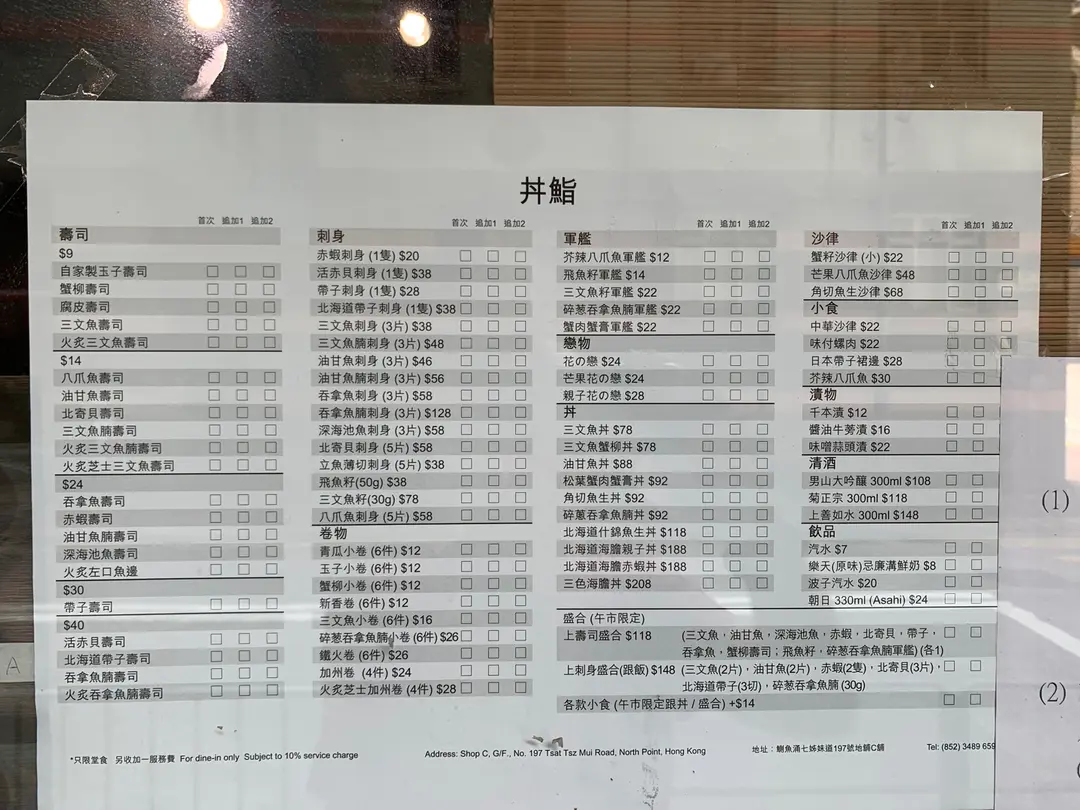 丼鮨
首次 追加1 追加2
壽司
$9
自家製玉子壽司
蟹柳壽司
腐皮壽司
三文魚壽司
火炙三文魚壽司
$14
八爪魚壽司
油甘魚壽司
北寄貝壽司
三文魚腩壽司
火炙三文魚腩壽司
火炙芝士三文魚壽司
$24
吞拿魚壽司
赤蝦壽司
油甘魚腩壽司
深海池魚壽司
火炙左口魚邊
$30
帶子壽司
$40
活赤貝壽司
北海道帶子壽司
吞拿魚腩壽司
火炙吞拿魚腩壽司
首次 追加1 追加2
刺身
赤蝦刺身 (1隻) $20
活赤貝刺身 (1隻) $38
帶子刺身 (1隻) $28
北海道帶子刺身 (1隻) $38
三文魚刺身 (3片) $38
三文魚腩刺身 (3片) $48
油甘魚刺身 (3片) $46
油甘魚腩刺身 (3片) $56
吞拿魚刺身 (3片) $58
吞拿魚腩刺身 (3片) $128
深海池魚刺身 (3片) $58
北寄貝刺身 (5片) $58
立魚薄切刺身 (5片) $38
飛魚籽(50g) $38
三文魚籽(30g) $78
八爪魚刺身 (5片) $58
卷物
青瓜小卷 (6件) $12
玉子小卷 (6件) $12
蟹柳小卷 (6件) $12
新香卷 (6件) $12
三文魚小卷 (6件) $16
碎葱吞拿魚腩小卷 (6件) $26
鐵火卷 (6件) $26
加州卷 (4件) $24
火炙芝士加州卷 (4件) $28
首次 追加1 追加2
軍艦
芥辣八爪魚軍艦 $12
飛魚籽軍艦 $14
三文魚籽軍艦 $22
碎葱吞拿魚腩軍艦 $22
蟹肉蟹膏軍艦 $22
戀物
花の戀 $24
芒果花の戀 $24
親子花の戀 $28
丼
三文魚丼 $78
三文魚蟹柳丼 $78
油甘魚丼 $88
松葉蟹肉蟹膏丼 $92
角切魚生丼 $92
碎葱吞拿魚腩丼 $92
北海道什錦魚生丼 $118
北海道海膽親子丼 $188
北海道海膽赤蝦丼 $188
三色海膽丼 $208
首次 追加1 追加2
沙律
蟹籽沙律 (小) $22
芒果八爪魚沙律 $48
角切魚生沙律 $68
小食
中華沙律 $22
味付螺肉 $22
日本帶子裙邊 $28
芥辣八爪魚 $30
漬物
千本漬 $12
醬油牛蒡漬 $16
味噌蒜頭漬 $22
清酒
男山大吟釀 300ml $108
菊正宗 300ml $118
上善如水 300ml $148
飲品
汽水 $7
樂天(原味)忌廉溝鮮奶 $8
波子汽水 $20
朝日 330ml (Asahi) $24
盛合 (午市限定)
上壽司盛合 $118 (三文魚，油甘魚，深海池魚，赤蝦，北寄貝，帶子，
吞拿魚，蟹柳壽司；飛魚籽，碎葱吞拿魚腩軍艦) (各1)
上刺身盛合(跟飯) $148 (三文魚(2片)，油甘魚(2片)，赤蝦(2隻)，北寄貝(3片)，
北海道帶子(3切)，碎葱吞拿魚腩 (30g)
各款小食 (午市限定跟丼 / 盛合) +$14
*只限堂食 另收加一服務費 For dine-in only Subject to 10% service charge
Address: Shop C, G/F., No. 197 Tsat Tsz Mui Road, North Point, Hong Kong
地址：鰂魚涌七姊妹道197號地舖C舖
Tel: (852) 3489 659
(1)
(2)
A